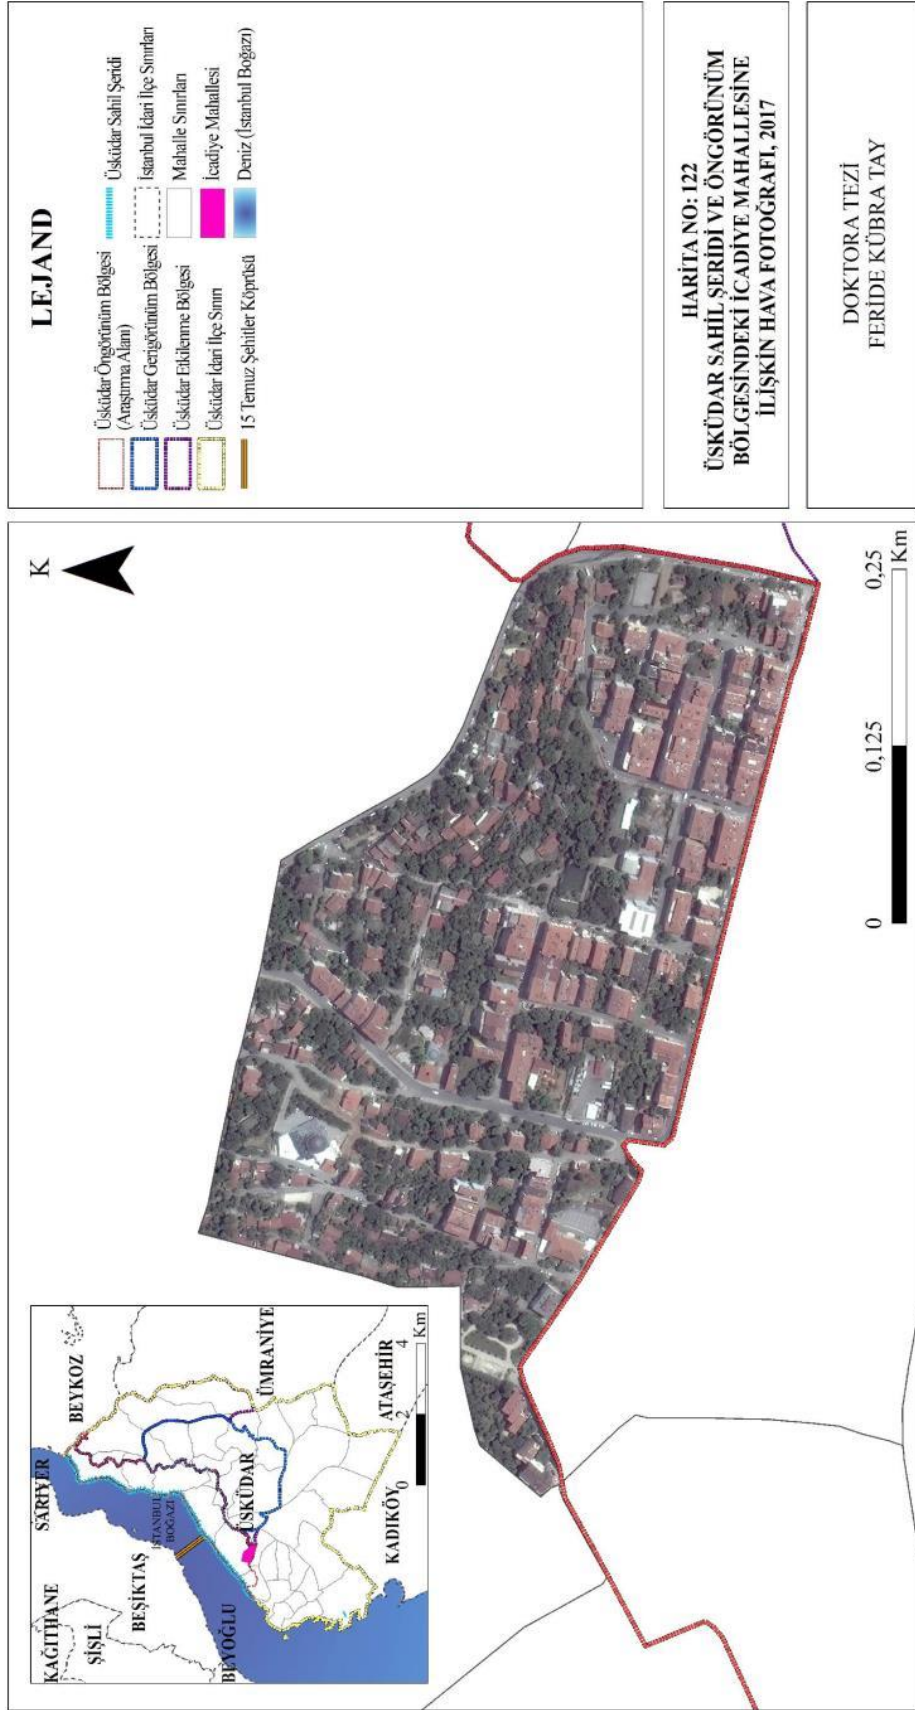 LEJAND
Üsküdar Öngörünüm Bölgesi
(Araştırma Alanı)
Üsküdar Gerigörünüm Bölgesi
Üsküdar Etkilenme Bölgesi
Üsküdar İdari İlçe Sınırı
15 Temuz Şehitler Köprüsü
Üsküdar Sahil Şeridi
İstanbul İdari İlçe Sınırları
Mahalle Sınırları
İcadiye Mahallesi
Deniz (İstanbul Boğazı)
HARİTA NO: 122
ÜSKÜDAR SAHİL ŞERİDİ VE ÖNGÖRÜNÜM
BÖLGESİNDEKİ İCADİYE MAHALLESİNE
İLİŞKİN HAVA FOTOĞRAFI, 2017
DOKTORA TEZİ
FERİDE KÜBRA TAY
K
0 0,125 0,25
Km
KAĞITHANE
SARIYER
BEYKOZ
ŞİŞLİ
BEŞİKTAŞ
İSTANBUL
BOĞAZI
BEYOĞLU
ÜSKÜDAR
ÜMRANİYE
KADIKÖY
ATAŞEHİR
0 2 4
Km